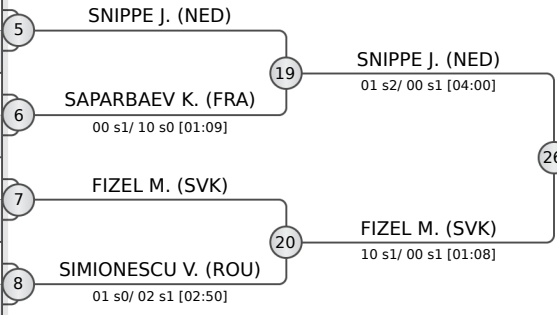 SNIPPE J. (NED)
5
19
SNIPPE J. (NED)
01 s2/ 00 s1 [04:00]
SAPARBAEV K. (FRA)
6
00 s1/ 10 s0 [01:09]
26
FIZEL M. (SVK)
7
20
FIZEL M. (SVK)
10 s1/ 00 s1 [01:08]
SIMIONESCU V. (ROU)
8
01 s0/ 02 s1 [02:50]